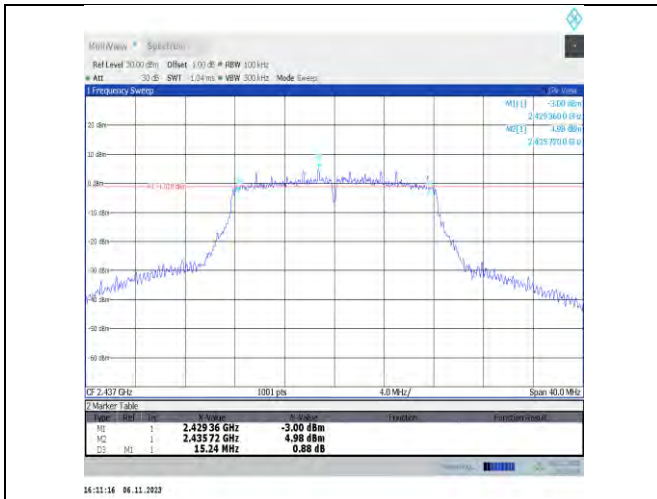 MultiView Spectrum
Ref Level 30.00 dBm Offset 1.00 dB RBW 100 kHz
Att 30 dB SWT 1.04 ms VBW 300 kHz Mode Sweep
1 Frequency Sweep
M1[1] -3.00 dBm
2.429360 0 GHz
M2[1] 4.98 dBm
2.435720 0 GHz
20 dBm
0 dBm
-10 dBm
-20 dBm
-30 dBm
-40 dBm
-50 dBm
-60 dBm
CF 2.437 GHz 1001 pts 4.0 MHz/ Span 40.0 MHz
2 Marker Table
Type Ref Trc X-Value Y-Value Function Function Result
M1 1 2.429 36 GHz -3.00 dBm
M2 1 2.435 72 GHz 4.98 dBm
D3 M1 1 15.24 MHz 0.88 dB
16:11:16 06.11.2023